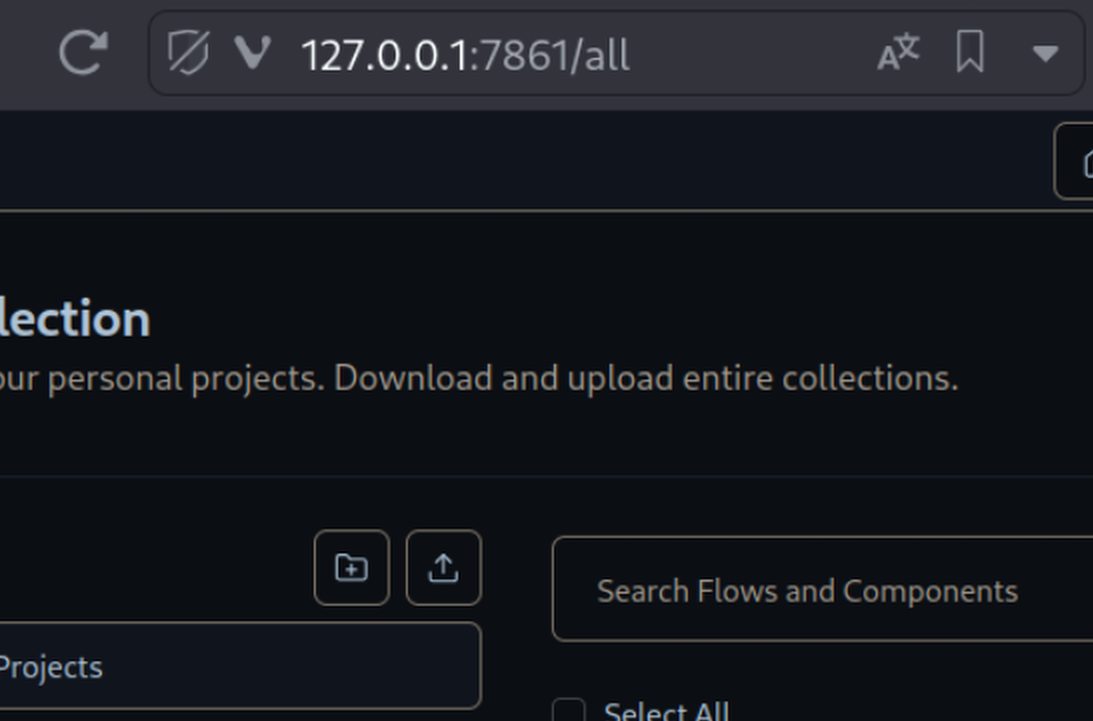 127.0.0.1:7861/all
lection
our personal projects. Download and upload entire collections.
Search Flows and Components
Projects
Select All